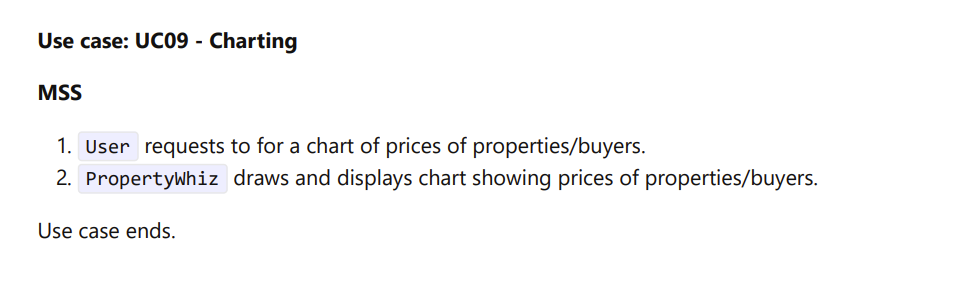 Use case: UC09 - Charting
MSS
1. User requests to for a chart of prices of properties/buyers.
2. PropertyWhiz draws and displays chart showing prices of properties/buyers.
Use case ends.